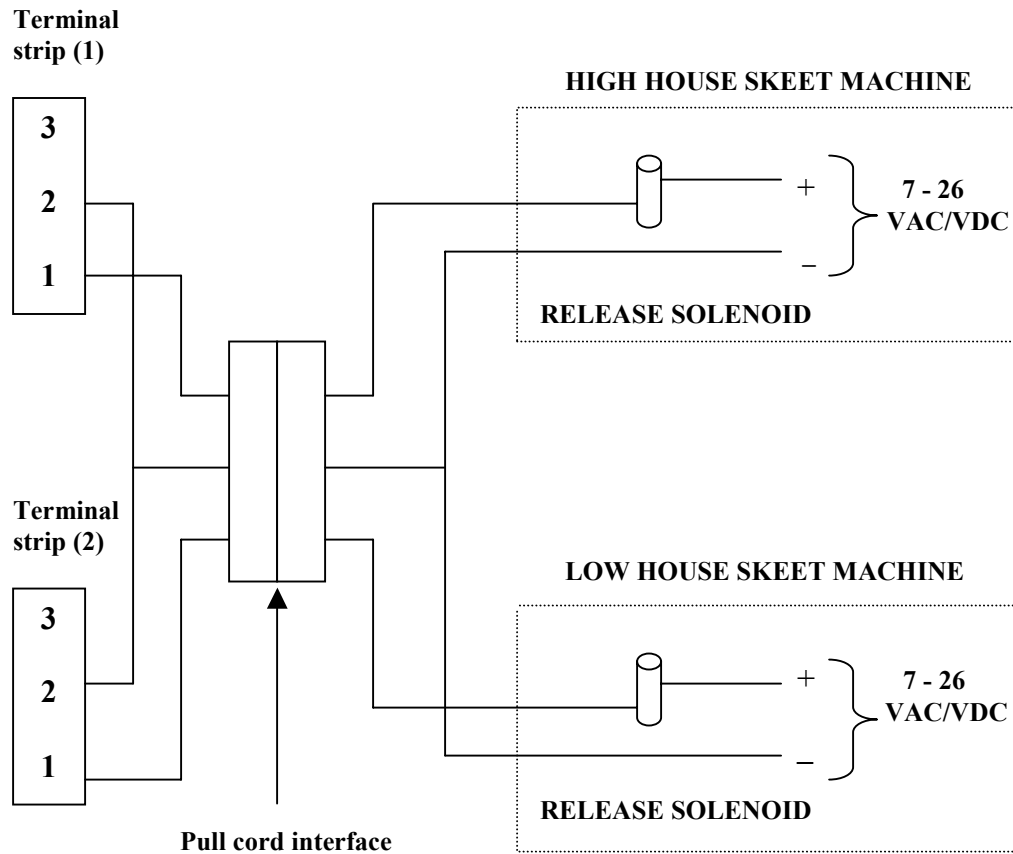 Terminal
strip (1)
3
2
1
HIGH HOUSE SKEET MACHINE
+
–
7 - 26
VAC/VDC
RELEASE SOLENOID
Terminal
strip (2)
3
2
1
LOW HOUSE SKEET MACHINE
+
–
7 - 26
VAC/VDC
RELEASE SOLENOID
Pull cord interface